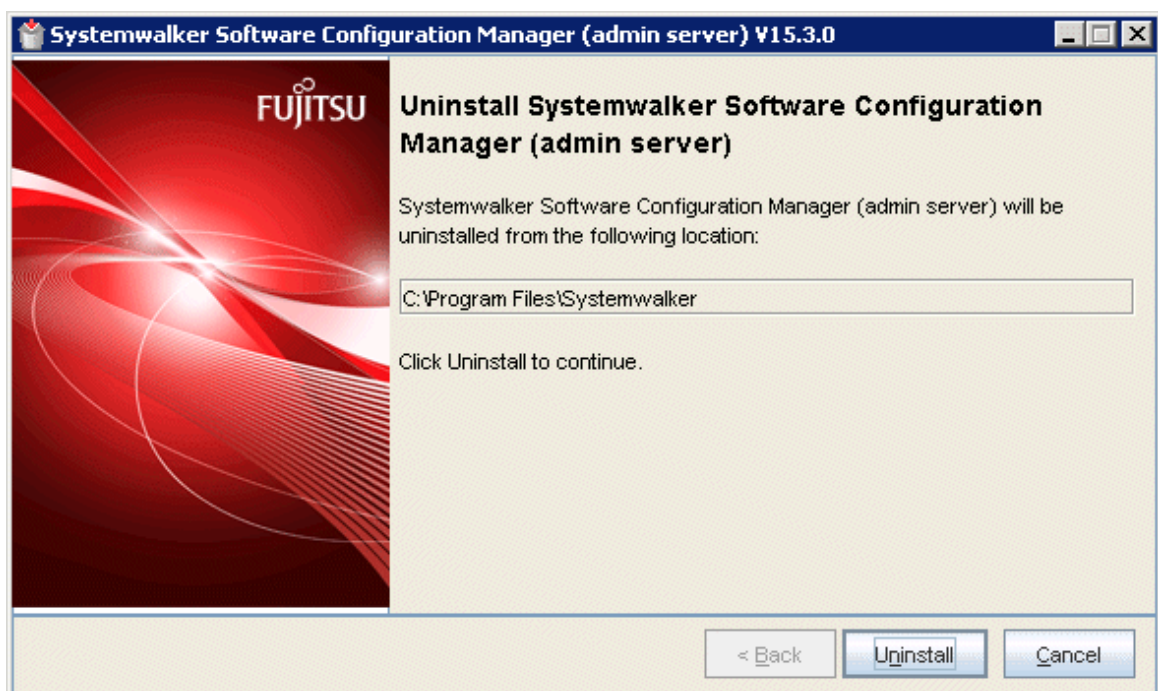 Systemwalker Software Configuration Manager (admin server) V15.3.0
FUJITSU
Uninstall Systemwalker Software Configuration
Manager (admin server)
Systemwalker Software Configuration Manager (admin server) will be
uninstalled from the following location:
C:\Program Files\Systemwalker
Click Uninstall to continue.
< Back
Uninstall
Cancel